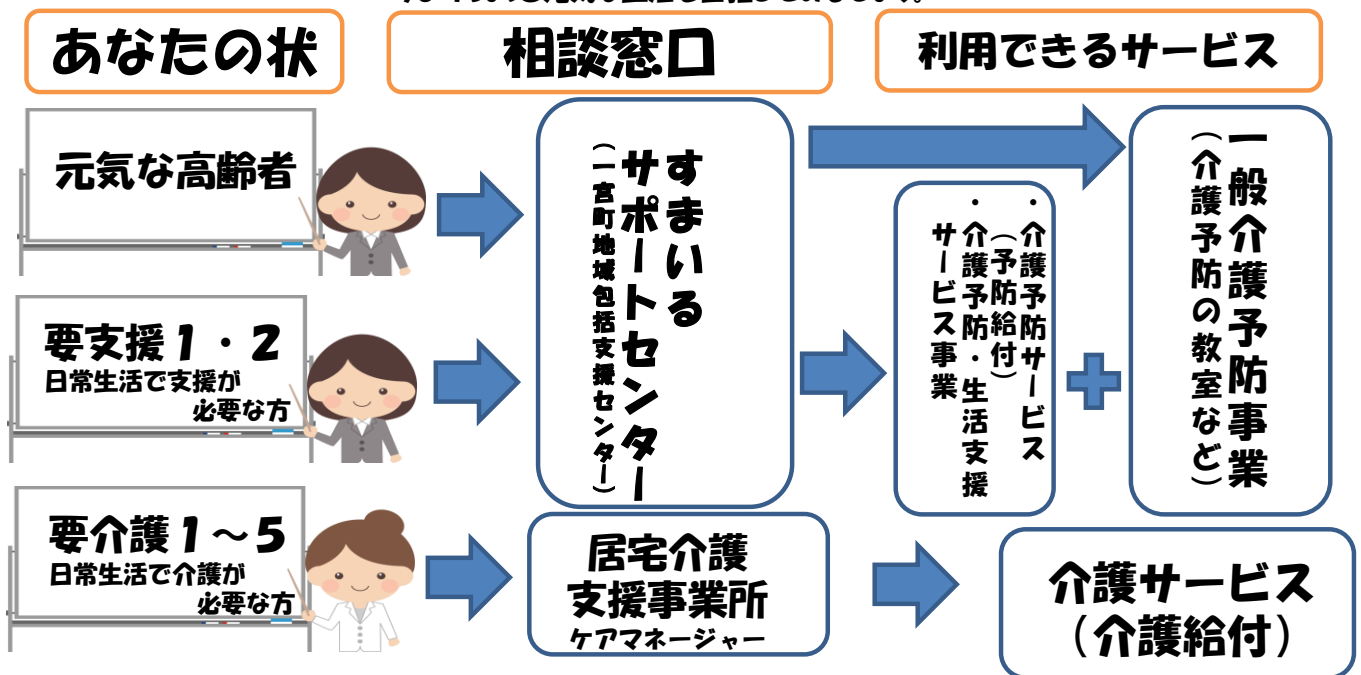 あなたの状
相談窓口
利用できるサービス
元気な高齢者
要支援1・2
日常生活で支援が
必要な方
要介護1～5
日常生活で介護が
必要な方
すまいる
サポートセンター
（一宮町地域包括支援センター）
居宅介護
支援事業所
ケアマネージャー
・介護予防サービス
（予防給付）
・介護予防・生活支援
サービス事業
一般介護予防事業
（介護予防の教室など）
介護サービス
（介護給付）